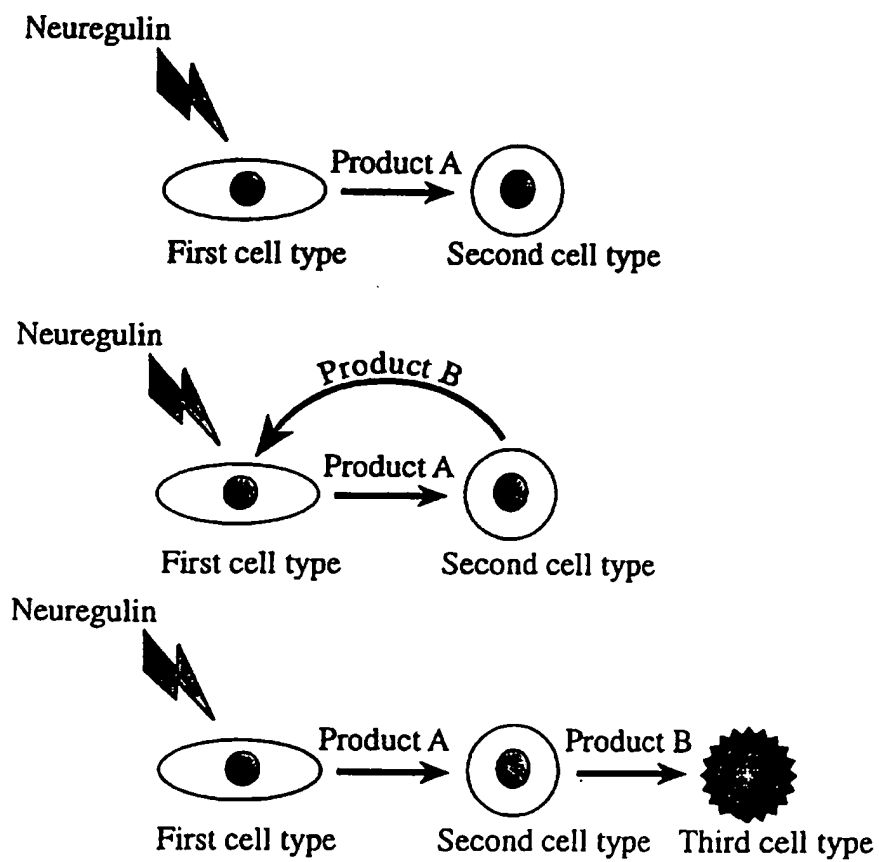 Neuregulin
Product A
First cell type Second cell type
Neuregulin
Product B
Product A
First cell type Second cell type
Neuregulin
Product A Product B
First cell type Second cell type Third cell type